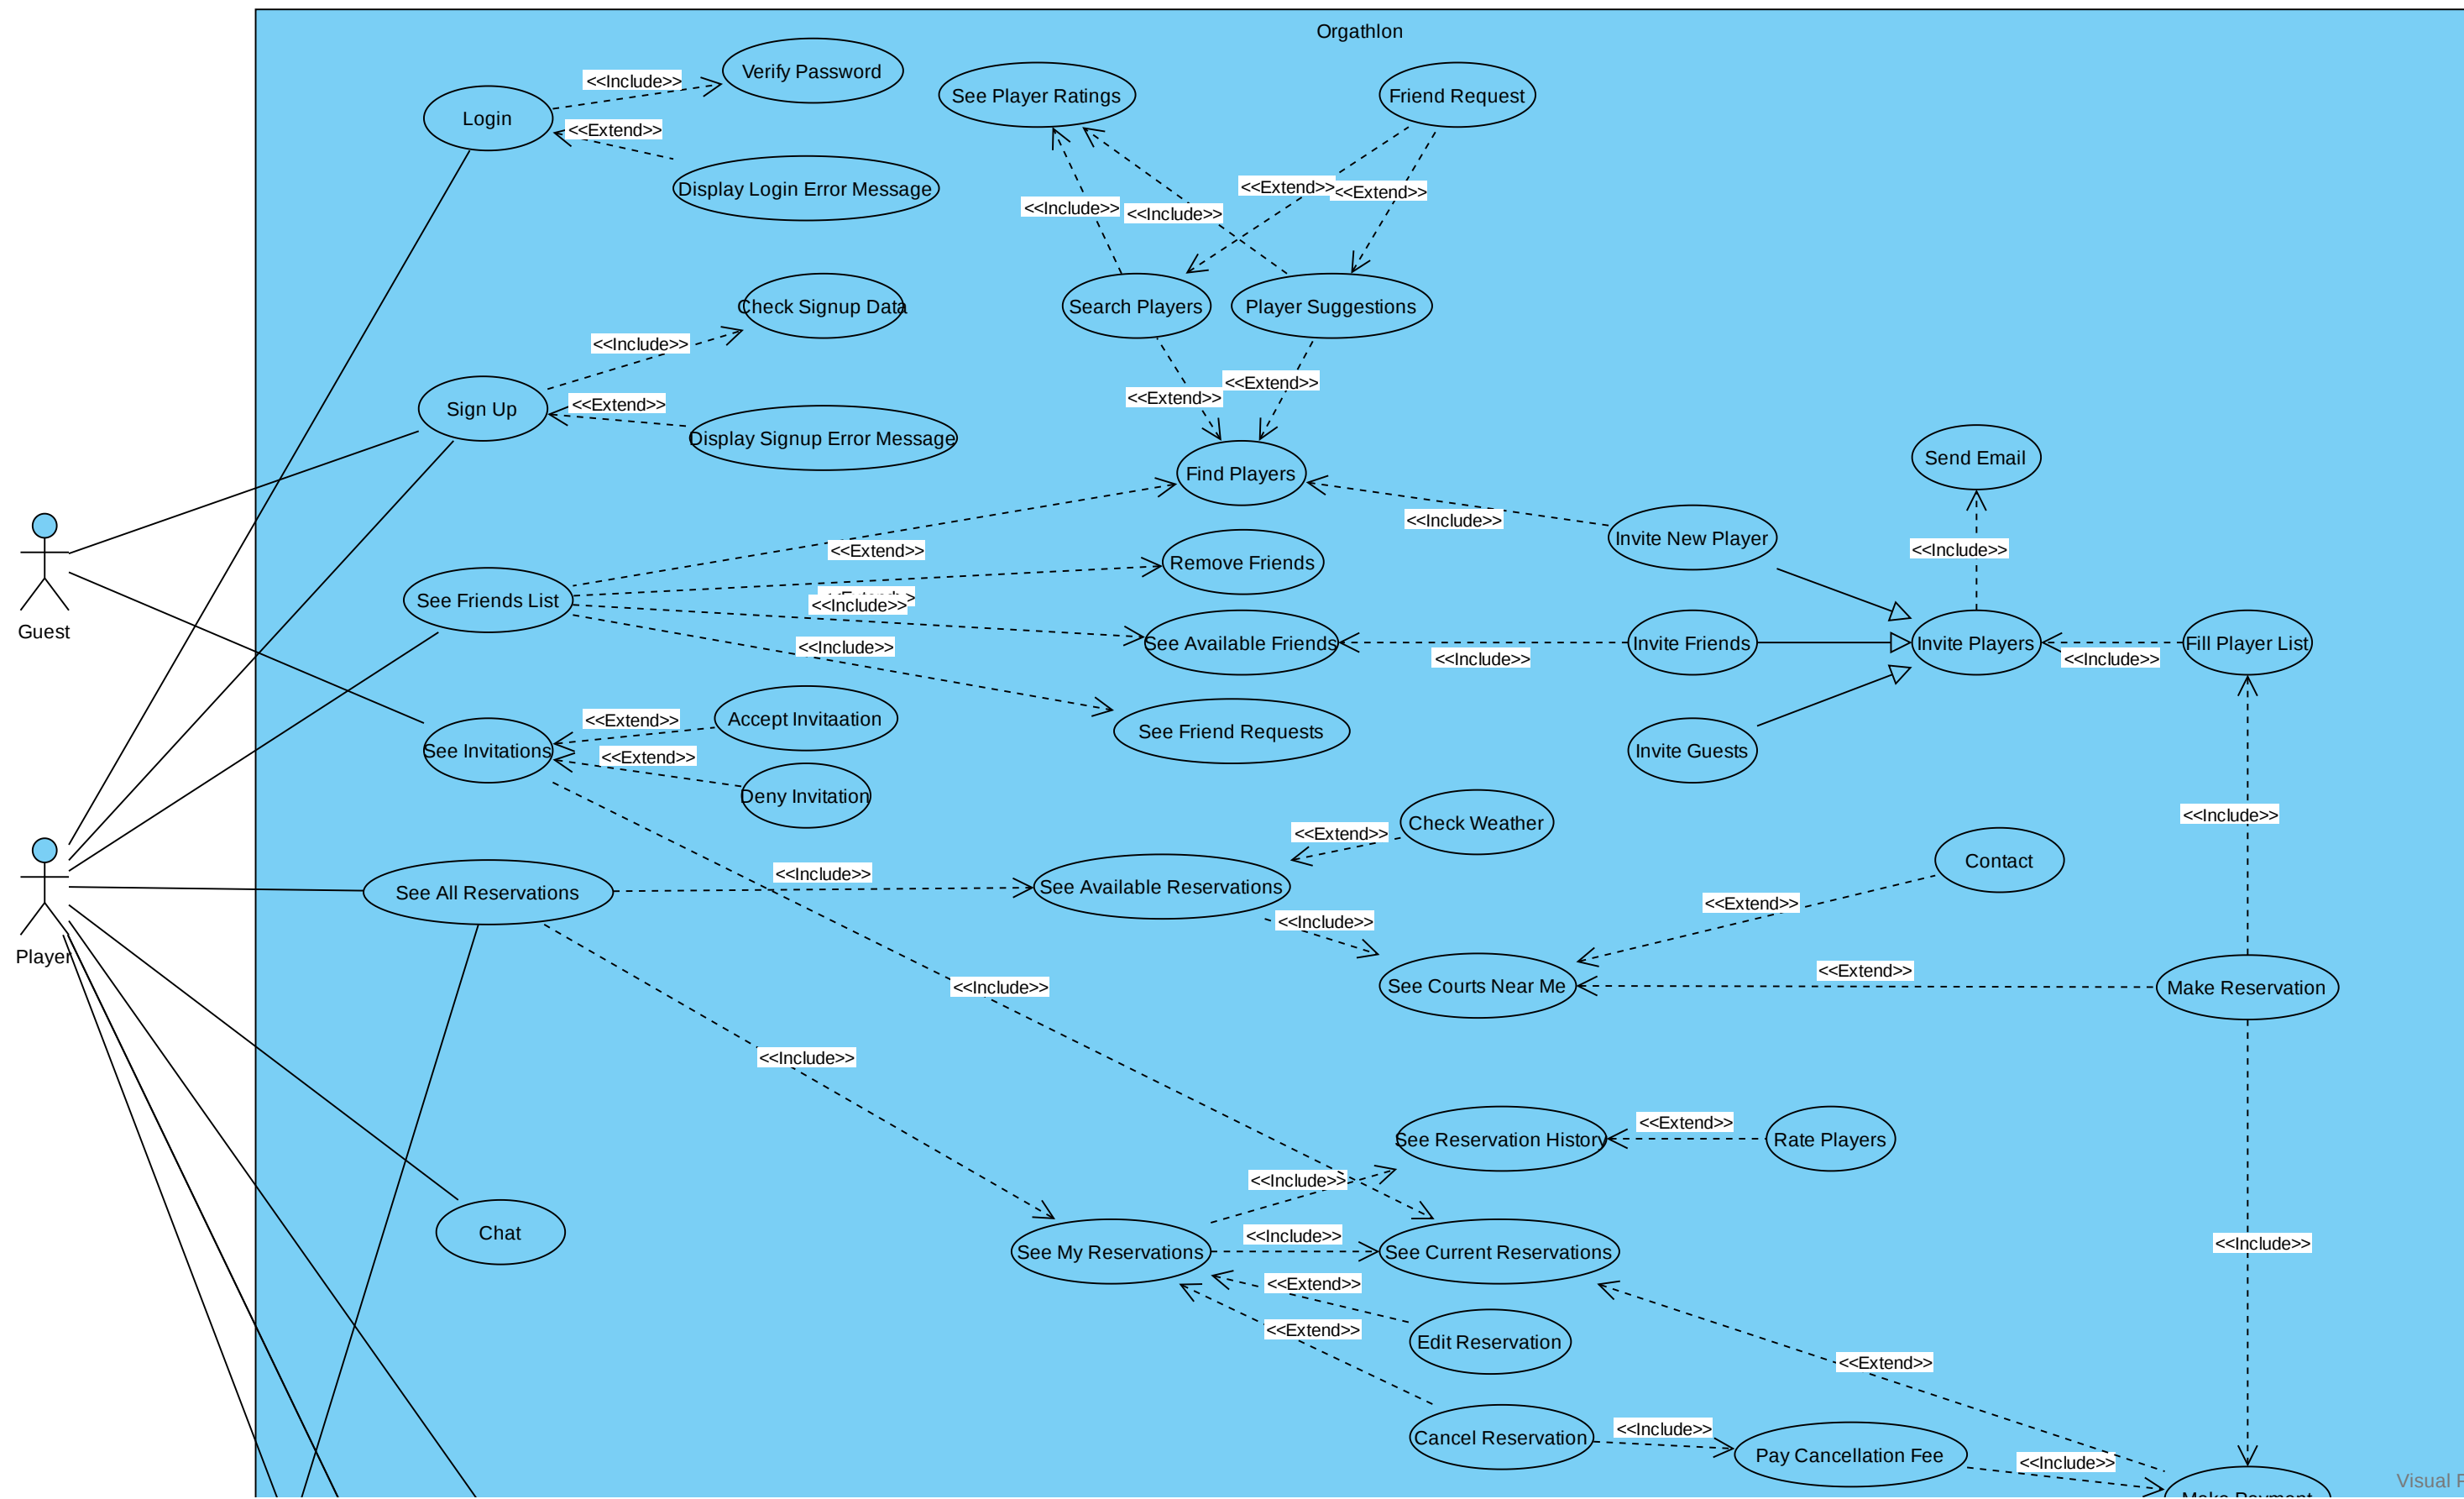 Orgathlon
<<Include>>
Verify Password
Login
<<Extend>>
Display Login Error Message
See Player Ratings
Friend Request
<<Extend>>
<<Extend>>
<<Include>>
<<Include>>
Check Signup Data
Search Players
Player Suggestions
<<Include>>
Sign Up
<<Extend>>
Display Signup Error Message
<<Extend>>
<<Extend>>
Find Players
Send Email
<<Include>>
Invite New Player
<<Include>>
<<Extend>>
Remove Friends
Guest
See Friends List
<<Include>>
See Available Friends
<<Include>>
Invite Friends
Invite Players
<<Include>>
Fill Player List
<<Include>>
See Friend Requests
Invite Guests
See Invitations
<<Extend>>
Accept Invitaation
<<Extend>>
Deny Invitation
<<Extend>>
Check Weather
<<Include>>
Contact
Player
See All Reservations
<<Include>>
See Available Reservations
<<Extend>>
<<Include>>
See Courts Near Me
<<Extend>>
Make Reservation
<<Include>>
<<Include>>
See Reservation History
<<Extend>>
Rate Players
<<Include>>
Chat
See My Reservations
<<Include>>
See Current Reservations
<<Include>>
<<Extend>>
Edit Reservation
<<Extend>>
<<Extend>>
Cancel Reservation
<<Include>>
Pay Cancellation Fee
<<Include>>
Make Payment
Visual